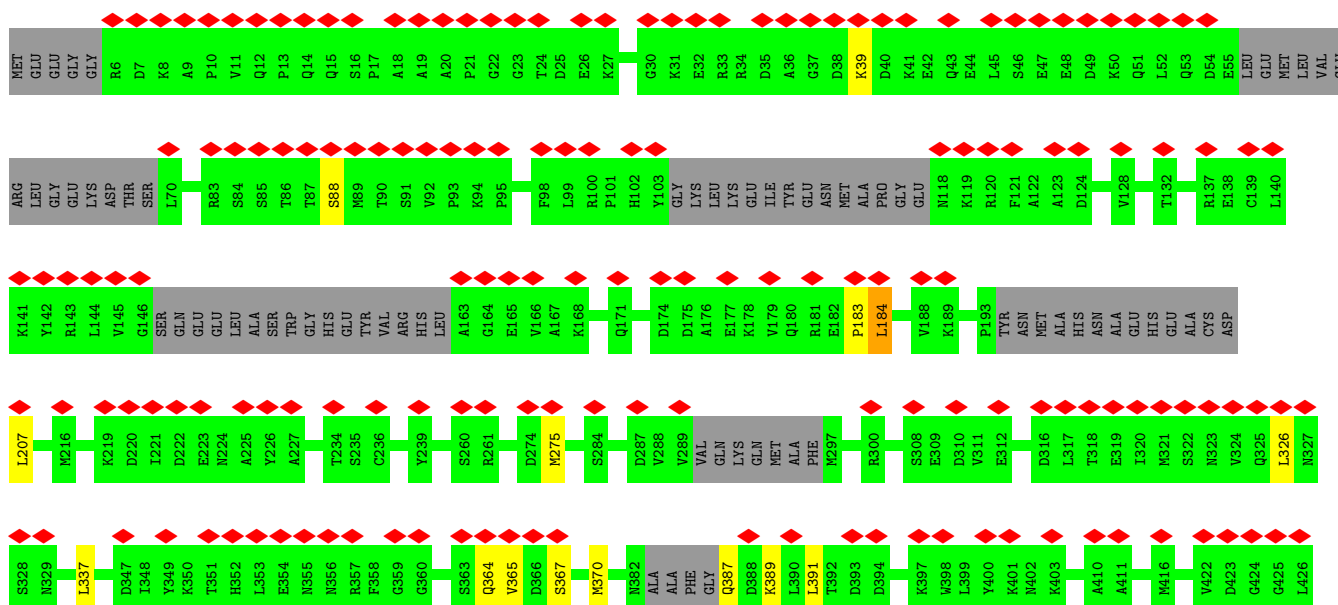 MET GLU GLU GLY GLY R6 D7 K8 A9 P10 V11 Q12 P13 Q14 Q15 S16 P17 A18 A19 A20 P21 G22 G23 T24 D25 E26 K27 G30 K31 E32 R33 R34 D35 A36 G37 D38 K39 D40 K41 E42 Q43 E44 L45 S46 E47 E48 D49 K50 Q51 L52 Q53 D54 E55 LEU GLU MET LEU VAL GLU
ARG LEU GLY GLU LYS ASP THR SER L70 R83 S84 S85 T86 T87 S88 M89 T90 S91 V92 P93 K94 P95 F98 L99 R100 P101 H102 Y103 GLY LYS LEU LYS GLU ILE TYR GLU ASN MET ALA PRO GLY GLU N118 K119 R120 F121 A122 A123 D124 V128 T132 R137 E138 C139 L140
K141 Y142 R143 L144 V145 G146 SER GLN GLU GLU LEU ALA SER TRP GLY HIS GLU TYR VAL ARG HIS LEU A163 G164 E165 V166 A167 K168 Q171 D174 D175 A176 E177 K178 V179 Q180 R181 E182 P183 L184 V188 K189 P193 TYR ASN MET ALA HIS ASN ALA GLU HIS GLU ALA CYS ASP
L207 M216 K219 D220 I221 D222 E223 N224 A225 Y226 A227 T234 S235 C236 Y239 S260 R261 D274 M275 S284 D287 V288 V289 VAL GLN LYS GLN MET ALA PHE M297 R300 S308 E309 D310 V311 E312 D316 L317 T318 E319 I320 M321 S322 N323 V324 Q325 L326 N327
S328 N329 L337 D347 I348 Y349 K350 T351 H352 L353 E354 N355 N356 R357 F358 G359 G360 S363 Q364 V365 D366 S367 M370 N382 ALA ALA PHE GLY Q387 D388 K389 L390 L391 T392 D393 D394 K397 W398 L399 Y400 K401 N402 K403 A410 A411 M416 V422 D423 G424 G425 L426